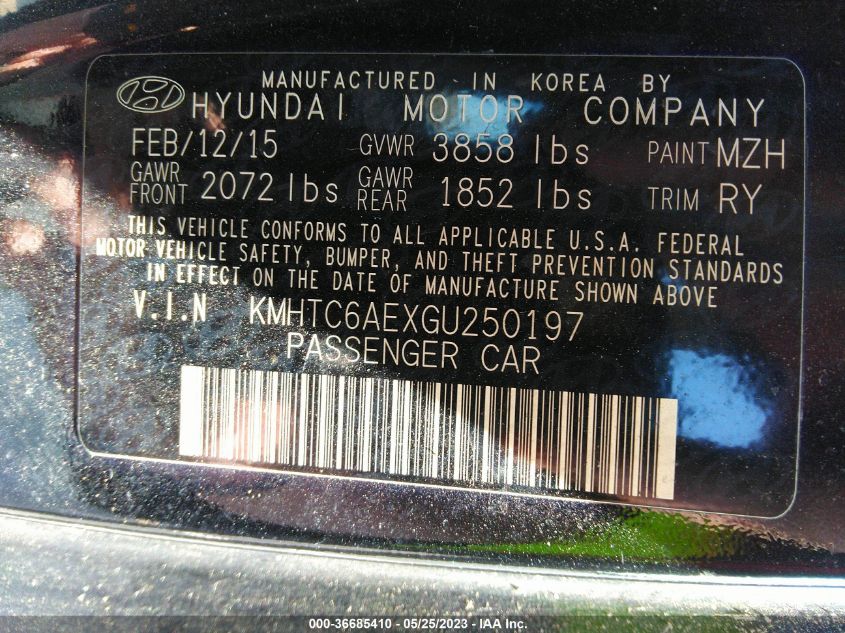 MANUFACTURED IN KOREA BY
HYUNDAI MOTOR COMPANY
FEB/12/15 GVWR 3858 lbs PAINT MZH
GAWR FRONT 2072 lbs GAWR REAR 1852 lbs TRIM RY
THIS VEHICLE CONFORMS TO ALL APPLICABLE U.S.A. FEDERAL
MOTOR VEHICLE SAFETY, BUMPER, AND THEFT PREVENTION STANDARDS
IN EFFECT ON THE DATE OF MANUFACTURE SHOWN ABOVE
V.I.N KMHTC6AEXGU250197
PASSENGER CAR
000-36685410 - 05/25/2023 - IAA Inc.